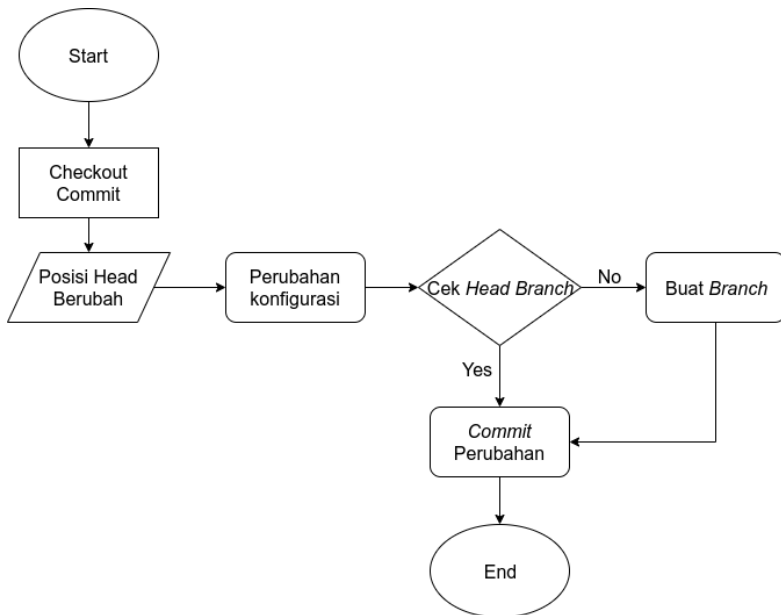 Start
Checkout
Commit
Posisi Head
Berubah
Perubahan
konfigurasi
Cek Head Branch
No
Buat Branch
Yes
Commit
Perubahan
End